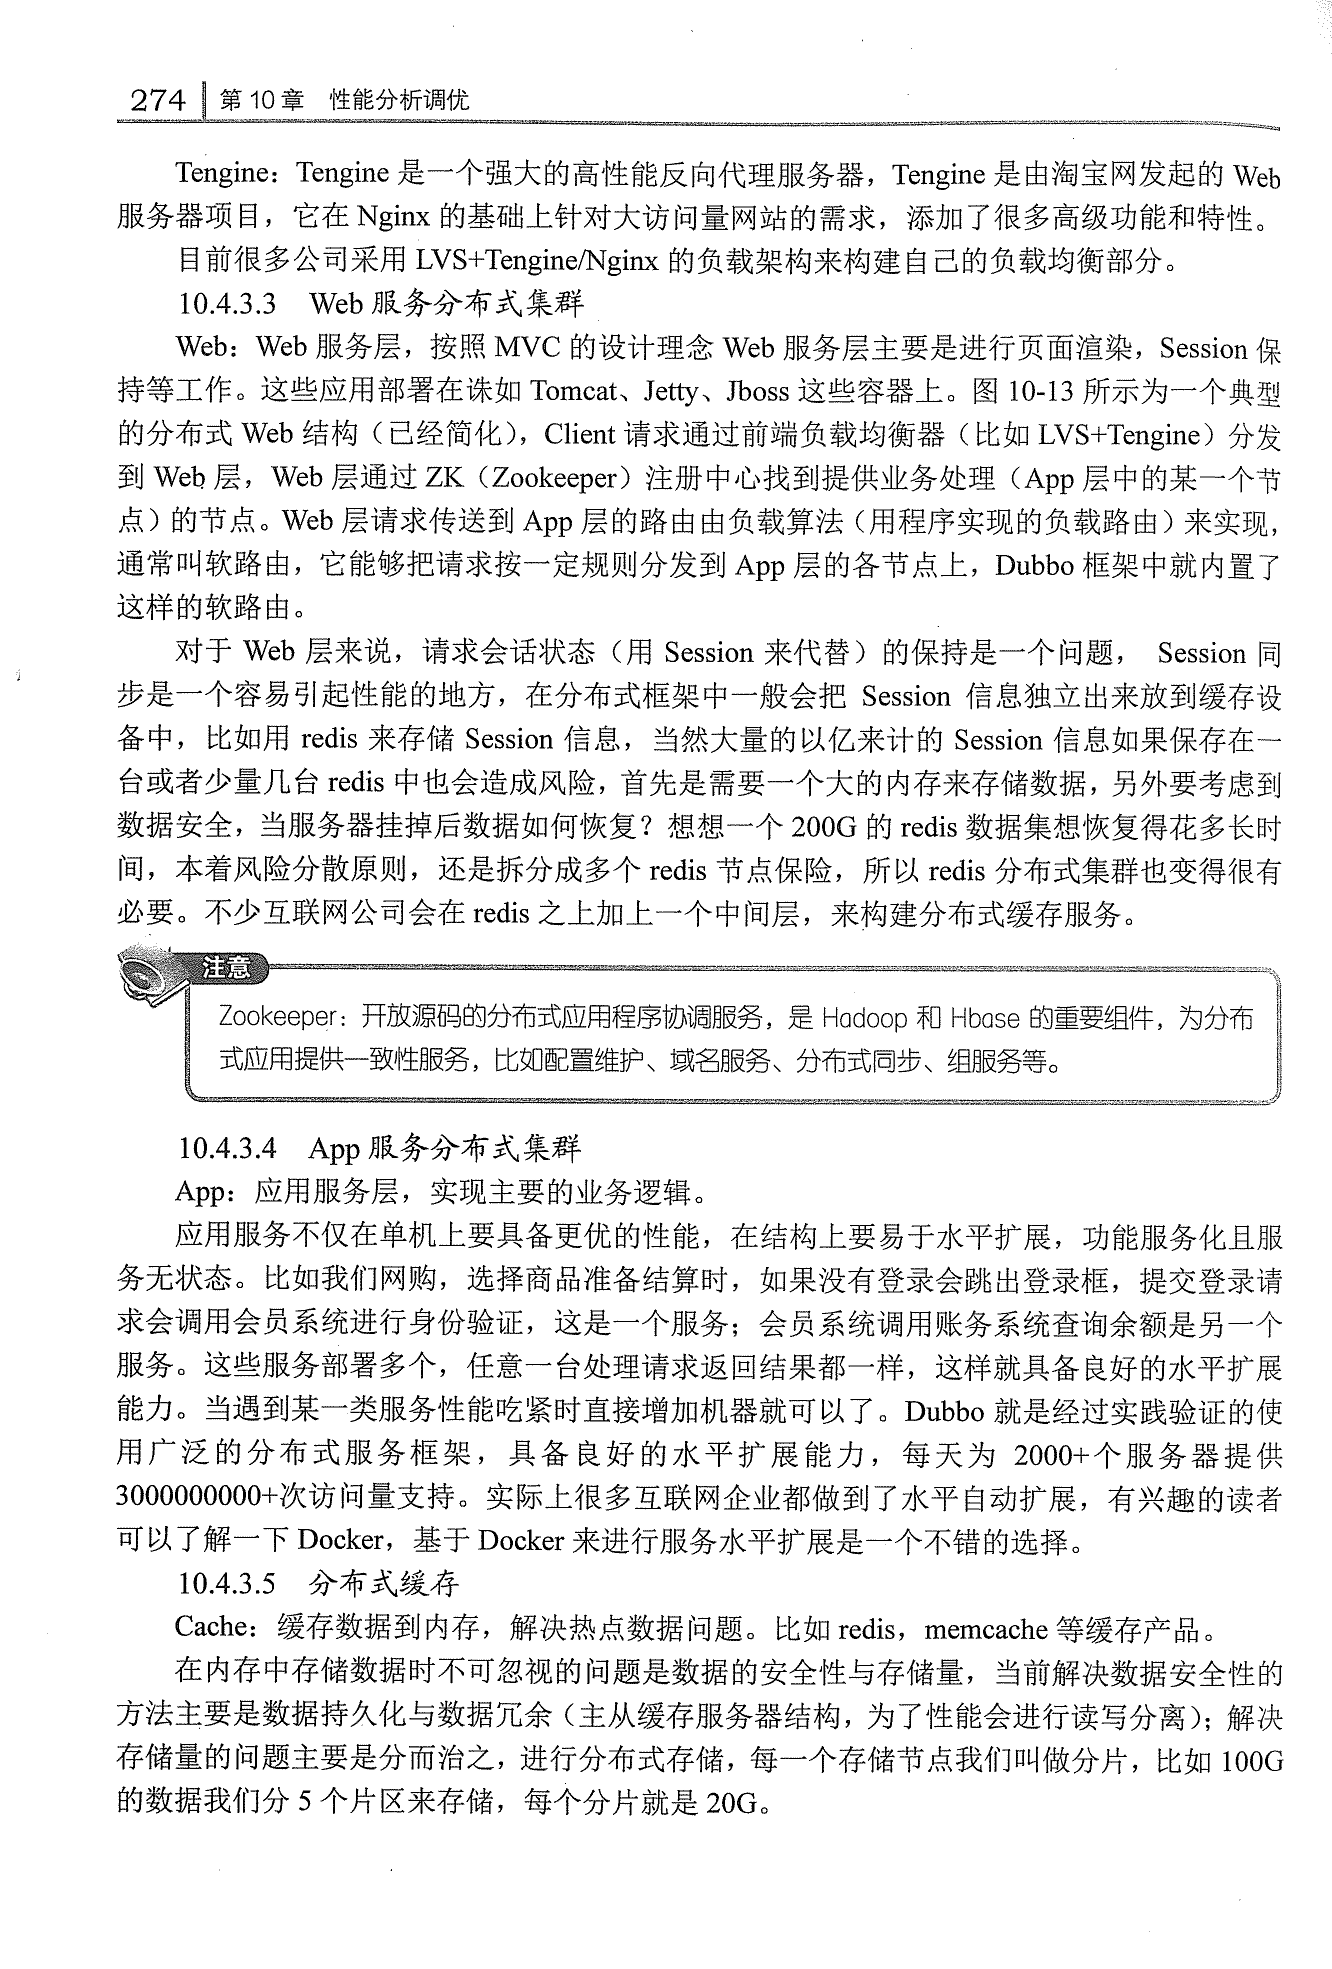 274 第 10 章 性能分析调优
Tengine：Tengine 是一个强大的高性能反向代理服务器，Tengine 是由淘宝网发起的 Web
服务器项目，它在 Nginx 的基础上针对大访问量网站的需求，添加了很多高级功能和特性。
目前很多公司采用 LVS+Tengine/Nginx 的负载架构来构建自己的负载均衡部分。
10.4.3.3 Web 服务分布式集群
Web：Web 服务层，按照 MVC 的设计理念 Web 服务层主要是进行页面渲染，Session 保
持等工作。这些应用部署在诛如 Tomcat、Jetty、Jboss 这些容器上。图 10-13 所示为一个典型
的分布式 Web 结构（已经简化），Client 请求通过前端负载均衡器（比如 LVS+Tengine）分发
到 Web 层，Web 层通过 ZK（Zookeeper）注册中心找到提供业务处理（App 层中的某一个节
点）的节点。Web 层请求传送到 App 层的路由由负载算法（用程序实现的负载路由）来实现，
通常叫软路由，它能够把请求按一定规则分发到 App 层的各节点上，Dubbo 框架中就内置了
这样的软路由。
对于 Web 层来说，请求会话状态（用 Session 来代替）的保持是一个问题， Session 同
步是一个容易引起性能的地方，在分布式框架中一般会把 Session 信息独立出来放到缓存设
备中，比如用 redis 来存储 Session 信息，当然大量的以亿来计的 Session 信息如果保存在一
台或者少量几台 redis 中也会造成风险，首先是需要一个大的内存来存储数据，另外要考虑到
数据安全，当服务器挂掉后数据如何恢复？想想一个 200G 的 redis 数据集想恢复得花多长时
间，本着风险分散原则，还是拆分成多个 redis 节点保险，所以 redis 分布式集群也变得很有
必要。不少互联网公司会在 redis 之上加上一个中间层，来构建分布式缓存服务。
注意
Zookeeper：开放源码的分布式应用程序协调服务，是 Hadoop 和 Hbase 的重要组件，为分布
式应用提供一致性服务，比如配置维护、域名服务、分布式同步、组服务等。
10.4.3.4 App 服务分布式集群
App：应用服务层，实现主要的业务逻辑。
应用服务不仅在单机上要具备更优的性能，在结构上要易于水平扩展，功能服务化且服
务无状态。比如我们网购，选择商品准备结算时，如果没有登录会跳出登录框，提交登录请
求会调用会员系统进行身份验证，这是一个服务；会员系统调用账务系统查询余额是另一个
服务。这些服务部署多个，任意一台处理请求返回结果都一样，这样就具备良好的水平扩展
能力。当遇到某一类服务性能吃紧时直接增加机器就可以了。Dubbo 就是经过实践验证的使
用广泛的分布式服务框架，具备良好的水平扩展能力，每天为 2000+个服务器提供
3000000000+次访问量支持。实际上很多互联网企业都做到了水平自动扩展，有兴趣的读者
可以了解一下 Docker，基于 Docker 来进行服务水平扩展是一个不错的选择。
10.4.3.5 分布式缓存
Cache：缓存数据到内存，解决热点数据问题。比如 redis，memcache 等缓存产品。
在内存中存储数据时不可忽视的问题是数据的安全性与存储量，当前解决数据安全性的
方法主要是数据持久化与数据冗余（主从缓存服务器结构，为了性能会进行读写分离）；解决
存储量的问题主要是分而治之，进行分布式存储，每一个存储节点我们叫做分片，比如 100G
的数据我们分 5 个片区来存储，每个分片就是 20G。